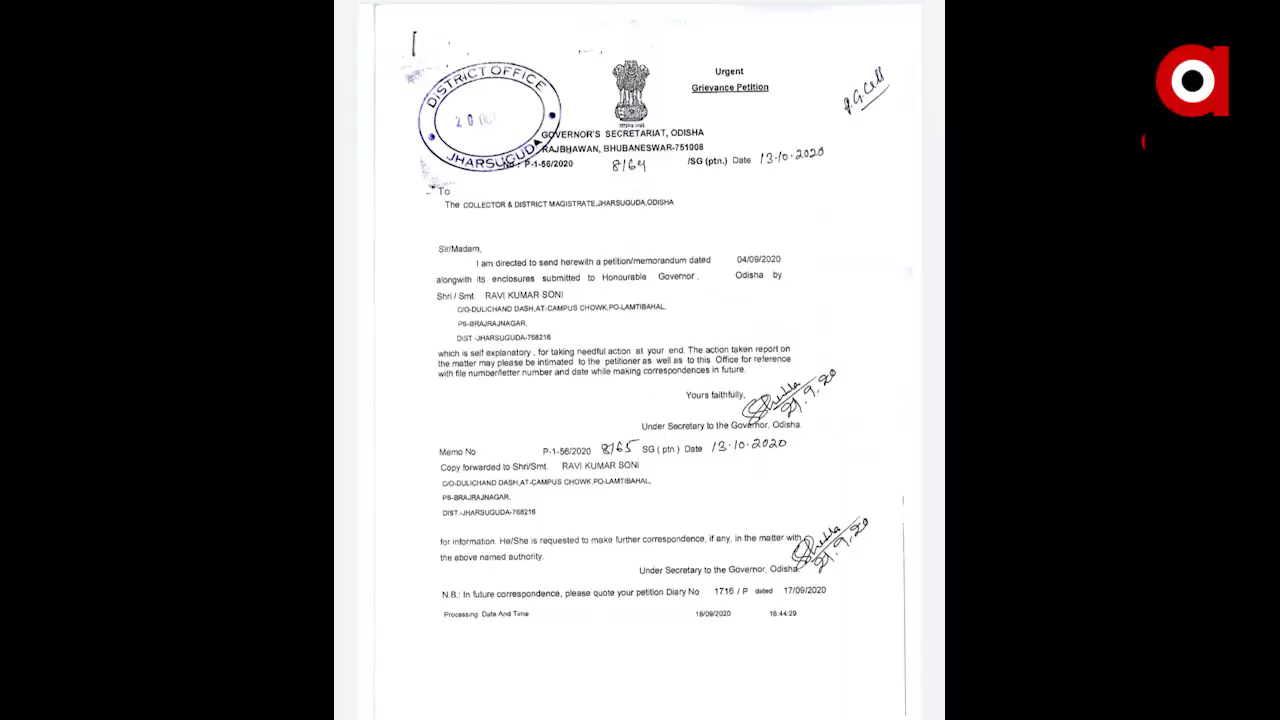 Urgent
Grievance Petition
P.G. Cell
DISTRICT OFFICE
JHARSUGUDA
GOVERNOR'S SECRETARIAT, ODISHA
RAJBHAWAN, BHUBANESWAR-751008
No : P-1-56/2020 8164 /SG (ptn.) Date 13.10.2020
To
The COLLECTOR & DISTRICT MAGISTRATE,JHARSUGUDA,ODISHA
Sir/Madam,
I am directed to send herewith a petition/memorandum dated 04/09/2020
alongwith its enclosures submitted to Honourable Governor, Odisha by
Shri / Smt. RAVI KUMAR SONI
C/O-DULICHAND DASH,AT-CAMPUS CHOWK,PO-LAMTIBAHAL,
PS-BRAJRAJNAGAR,
DIST -JHARSUGUDA-768216
which is self explanatory, for taking needful action at your end. The action taken report on
the matter may please be intimated to the petitioner as well as to this Office for reference
with file number/letter number and date while making correspondences in future.
Yours faithfully,
21.9.20
Under Secretary to the Governor, Odisha.
Memo No P-1-56/2020 8165 SG ( ptn.) Date 13.10.2020
Copy forwarded to Shri/Smt. RAVI KUMAR SONI
C/O-DULICHAND DASH,AT-CAMPUS CHOWK,PO-LAMTIBAHAL,
PS-BRAJRAJNAGAR,
DIST -JHARSUGUDA-768216
for information. He/She is requested to make further correspondence, if any, in the matter with
the above named authority.
21.9.20
Under Secretary to the Governor, Odisha.
N.B.: In future correspondence, please quote your petition Diary No 1716 / P dated 17/09/2020
Processing Date And Time 18/09/2020 16:44:29